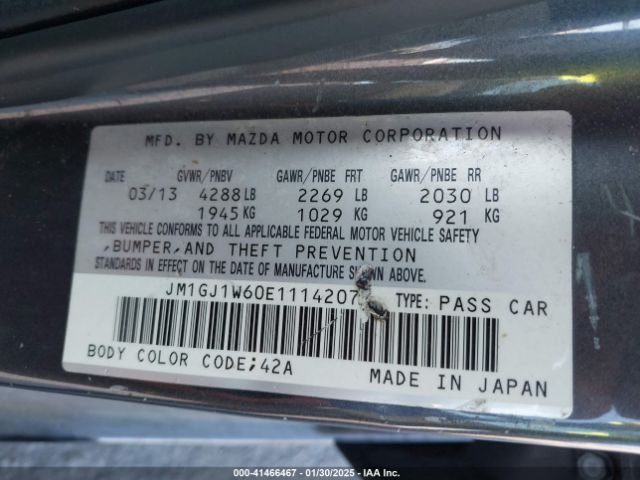 MFD. BY MAZDA MOTOR CORPORATION
DATE GVWR/PNBV GAWR/PNBE FRT GAWR/PNBE RR
03/13 4288 LB 2269 LB 2030 LB
1945 KG 1029 KG 921 KG
THIS VEHICLE CONFORMS TO ALL APPLICABLE FEDERAL MOTOR VEHICLE SAFETY
,BUMPER,AND THEFT PREVENTION
STANDARDS IN EFFECT ON THE DATE OF MANUFACTURE SHOWN ABOVE.
JM1GJ1W60E1114207 TYPE: PASS CAR
BODY COLOR CODE;42A
MADE IN JAPAN
000-41466467 - 01/30/2025 - IAA Inc.